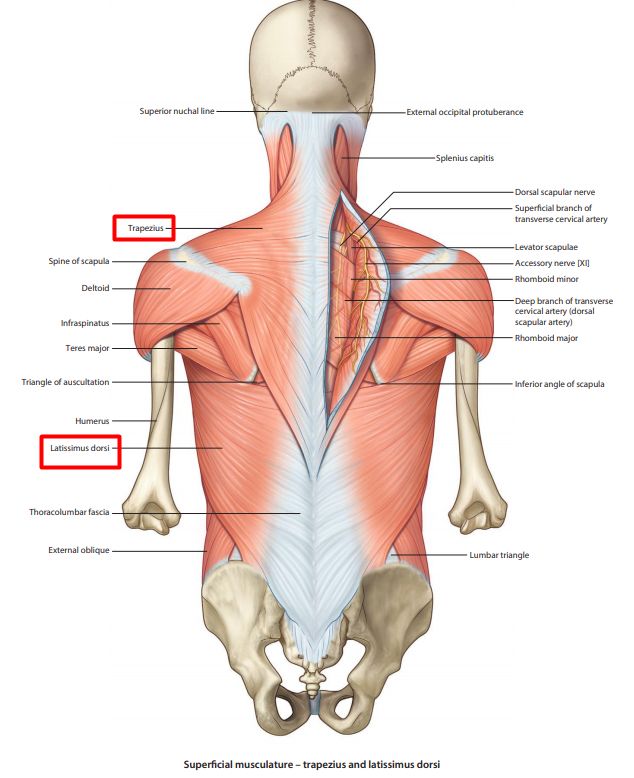 Superior nuchal line
External occipital protuberance
Splenius capitis
Dorsal scapular nerve
Superficial branch of
transverse cervical artery
Trapezius
Levator scapulae
Spine of scapula
Accessory nerve [XI]
Rhomboid minor
Deltoid
Deep branch of transverse
cervical artery (dorsal
scapular artery)
Infraspinatus
Rhomboid major
Teres major
Triangle of auscultation
Inferior angle of scapula
Humerus
Latissimus dorsi
Thoracolumbar fascia
External oblique
Lumbar triangle
Superficial musculature – trapezius and latissimus dorsi